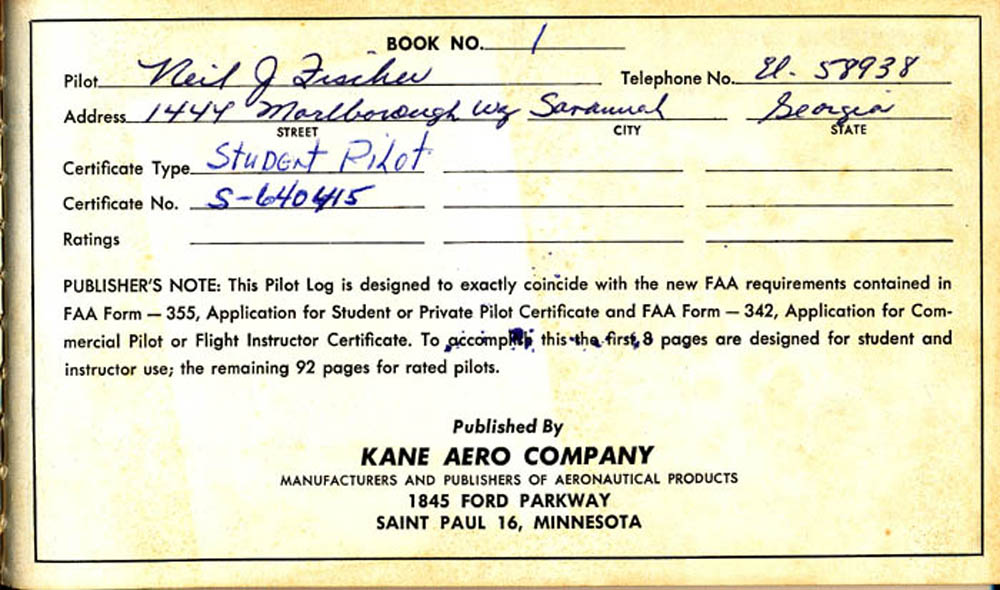 BOOK NO. 1
Pilot Neil J Fischer Telephone No. El. 58938
Address 1444 Marlborough Wy Savannah Georgia
STREET CITY STATE
Certificate Type Student Pilot
Certificate No. S-640415
Ratings
PUBLISHER'S NOTE: This Pilot Log is designed to exactly coincide with the new FAA requirements contained in
FAA Form — 355, Application for Student or Private Pilot Certificate and FAA Form — 342, Application for Com-
mercial Pilot or Flight Instructor Certificate. To accomplish this the first 8 pages are designed for student and
instructor use; the remaining 92 pages for rated pilots.
Published By
KANE AERO COMPANY
MANUFACTURERS AND PUBLISHERS OF AERONAUTICAL PRODUCTS
1845 FORD PARKWAY
SAINT PAUL 16, MINNESOTA